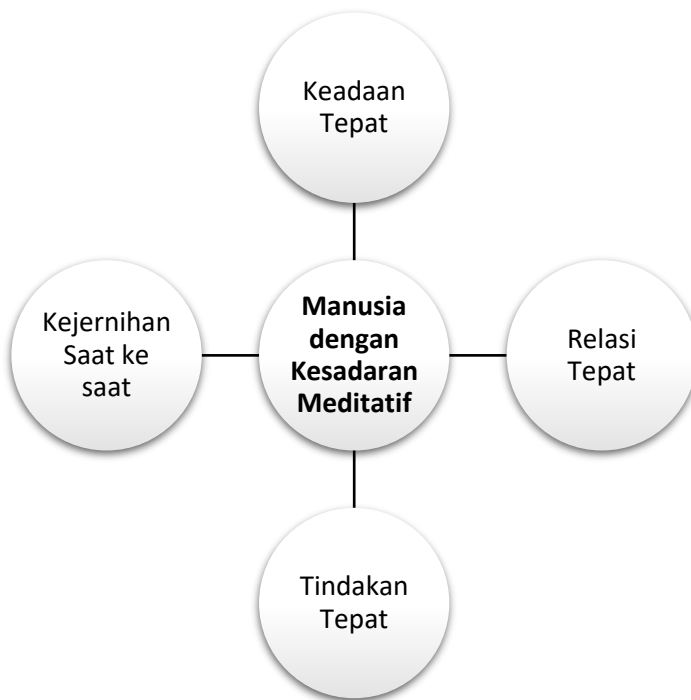 Keadaan
Tepat
Kejernihan
Saat ke
saat
Manusia
dengan
Kesadaran
Meditatif
Relasi
Tepat
Tindakan
Tepat